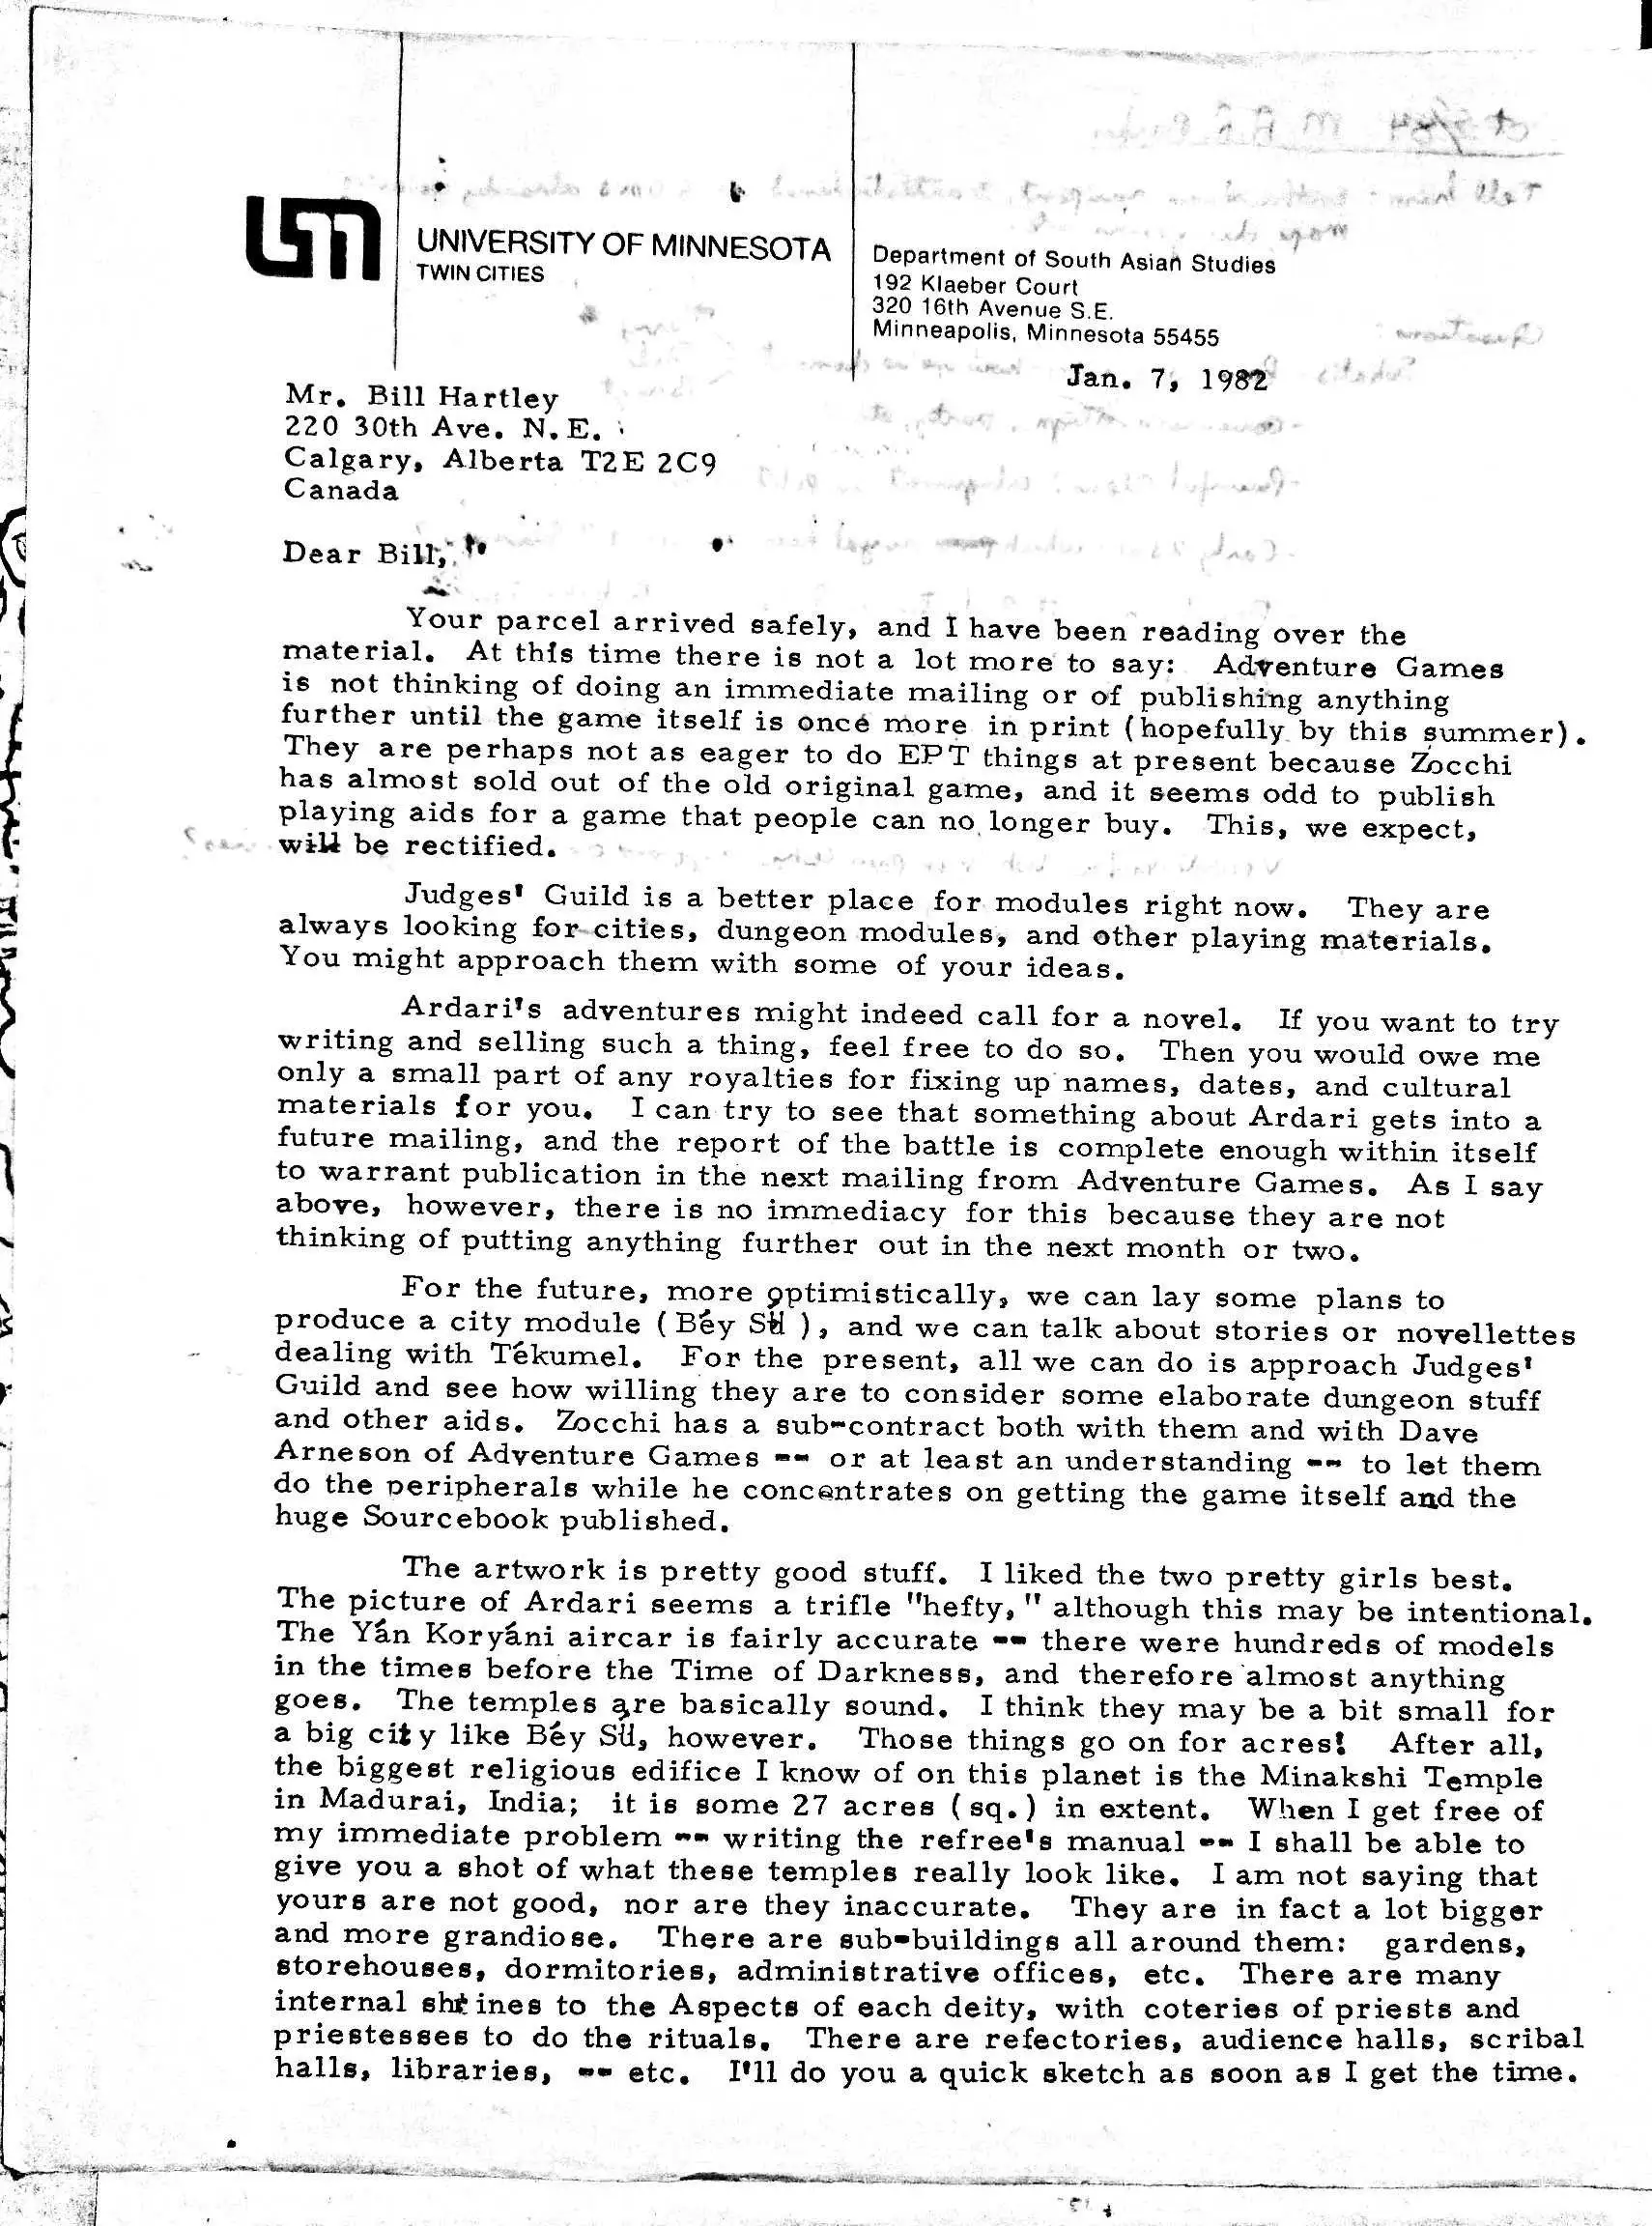 UNIVERSITY OF MINNESOTA
TWIN CITIES
Department of South Asian Studies
192 Klaeber Court
320 16th Avenue S.E.
Minneapolis, Minnesota 55455
Jan. 7, 1982
Mr. Bill Hartley
220 30th Ave. N.E.
Calgary, Alberta T2E 2C9
Canada
Dear Bill,
Your parcel arrived safely, and I have been reading over the
material. At this time there is not a lot more to say: Adventure Games
is not thinking of doing an immediate mailing or of publishing anything
further until the game itself is once more in print (hopefully by this summer).
They are perhaps not as eager to do EPT things at present because Zocchi
has almost sold out of the old original game, and it seems odd to publish
playing aids for a game that people can no longer buy. This, we expect,
will be rectified.
Judges' Guild is a better place for modules right now. They are
always looking for cities, dungeon modules, and other playing materials.
You might approach them with some of your ideas.
Ardari's adventures might indeed call for a novel. If you want to try
writing and selling such a thing, feel free to do so. Then you would owe me
only a small part of any royalties for fixing up names, dates, and cultural
materials for you. I can try to see that something about Ardari gets into a
future mailing, and the report of the battle is complete enough within itself
to warrant publication in the next mailing from Adventure Games. As I say
above, however, there is no immediacy for this because they are not
thinking of putting anything further out in the next month or two.
For the future, more optimistically, we can lay some plans to
produce a city module (Béy Sü), and we can talk about stories or novellettes
dealing with Tékumel. For the present, all we can do is approach Judges'
Guild and see how willing they are to consider some elaborate dungeon stuff
and other aids. Zocchi has a sub-contract both with them and with Dave
Arneson of Adventure Games -- or at least an understanding -- to let them
do the peripherals while he concentrates on getting the game itself and the
huge Sourcebook published.
The artwork is pretty good stuff. I liked the two pretty girls best.
The picture of Ardari seems a trifle "hefty," although this may be intentional.
The Yán Koryáni aircar is fairly accurate -- there were hundreds of models
in the times before the Time of Darkness, and therefore almost anything
goes. The temples are basically sound. I think they may be a bit small for
a big city like Béy Sü, however. Those things go on for acres! After all,
the biggest religious edifice I know of on this planet is the Minakshi Temple
in Madurai, India; it is some 27 acres (sq.) in extent. When I get free of
my immediate problem -- writing the refree's manual -- I shall be able to
give you a shot of what these temples really look like. I am not saying that
yours are not good, nor are they inaccurate. They are in fact a lot bigger
and more grandiose. There are sub-buildings all around them: gardens,
storehouses, dormitories, administrative offices, etc. There are many
internal shrines to the Aspects of each deity, with coteries of priests and
priestesses to do the rituals. There are refectories, audience halls, scribal
halls, libraries, -- etc. I'll do you a quick sketch as soon as I get the time.